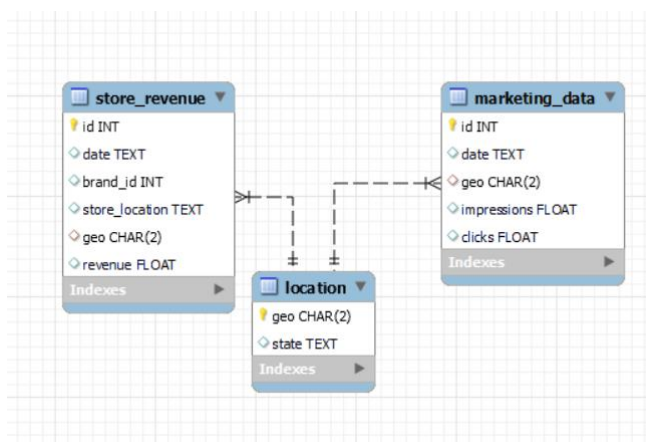 store_revenue
id INT
date TEXT
brand_id INT
store_location TEXT
geo CHAR(2)
revenue FLOAT
Indexes
marketing_data
id INT
date TEXT
geo CHAR(2)
impressions FLOAT
clicks FLOAT
Indexes
location
geo CHAR(2)
state TEXT
Indexes